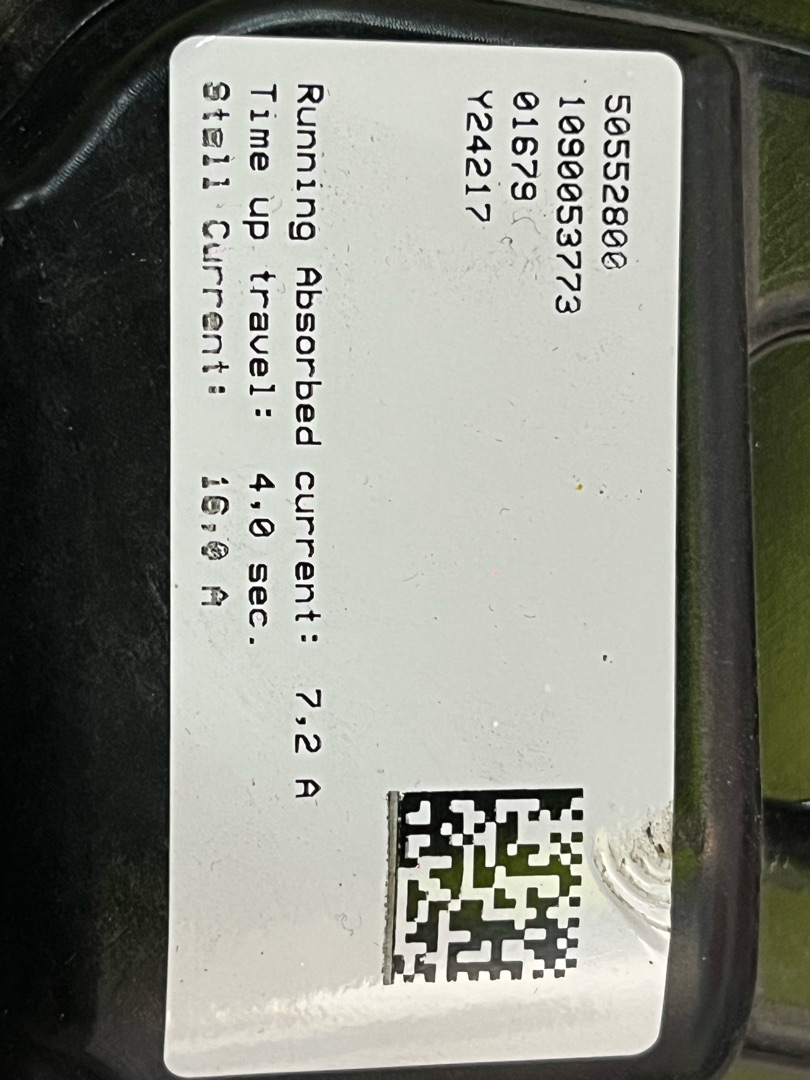 50552800
1090053773
01679
Y24217
Running Absorbed current: 7,2 A
Time up travel: 4,0 sec.
Stall Current: 16,0 A